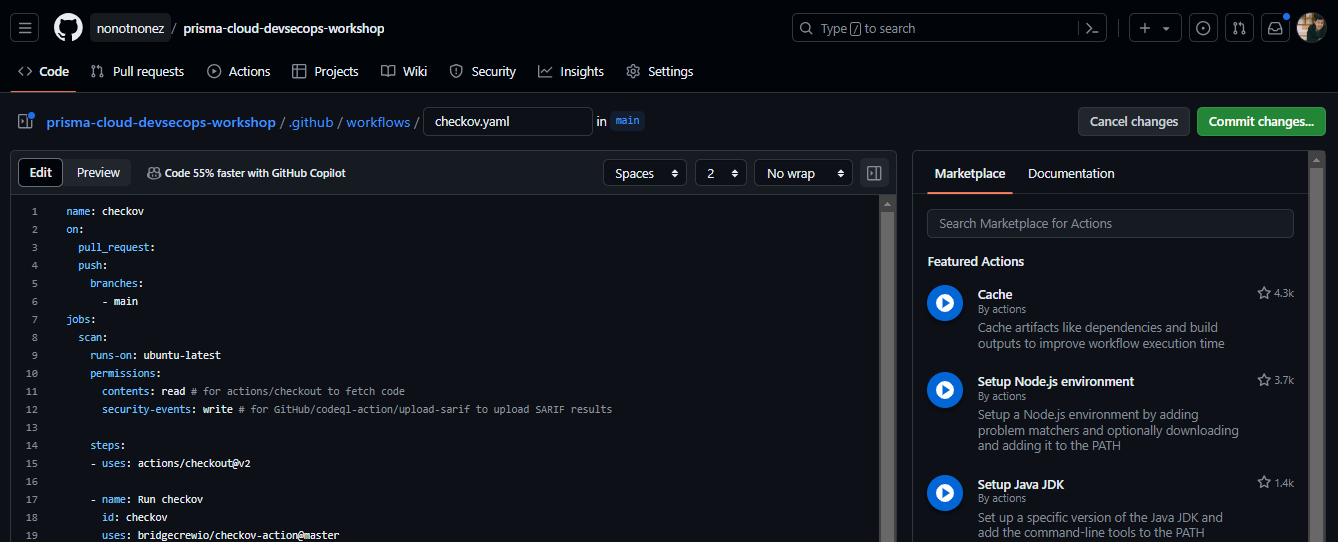 nonotnonez / prisma-cloud-devsecops-workshop
Type / to search
Code Pull requests Actions Projects Wiki Security Insights Settings
prisma-cloud-devsecops-workshop / .github / workflows / checkov.yaml in main
Cancel changes Commit changes...
Edit Preview Code 55% faster with GitHub Copilot Spaces 2 No wrap
1 name: checkov
2 on:
3 pull_request:
4 push:
5 branches:
6 - main
7 jobs:
8 scan:
9 runs-on: ubuntu-latest
10 permissions:
11 contents: read # for actions/checkout to fetch code
12 security-events: write # for GitHub/codeql-action/upload-sarif to upload SARIF results
13
14 steps:
15 - uses: actions/checkout@v2
16
17 - name: Run checkov
18 id: checkov
19 uses: bridgecrewio/checkov-action@master
Marketplace Documentation
Search Marketplace for Actions
Featured Actions
Cache 4.3k
By actions
Cache artifacts like dependencies and build
outputs to improve workflow execution time
Setup Node.js environment 3.7k
By actions
Setup a Node.js environment by adding
problem matchers and optionally downloading
and adding it to the PATH
Setup Java JDK 1.4k
By actions
Set up a specific version of the Java JDK and
add the command-line tools to the PATH